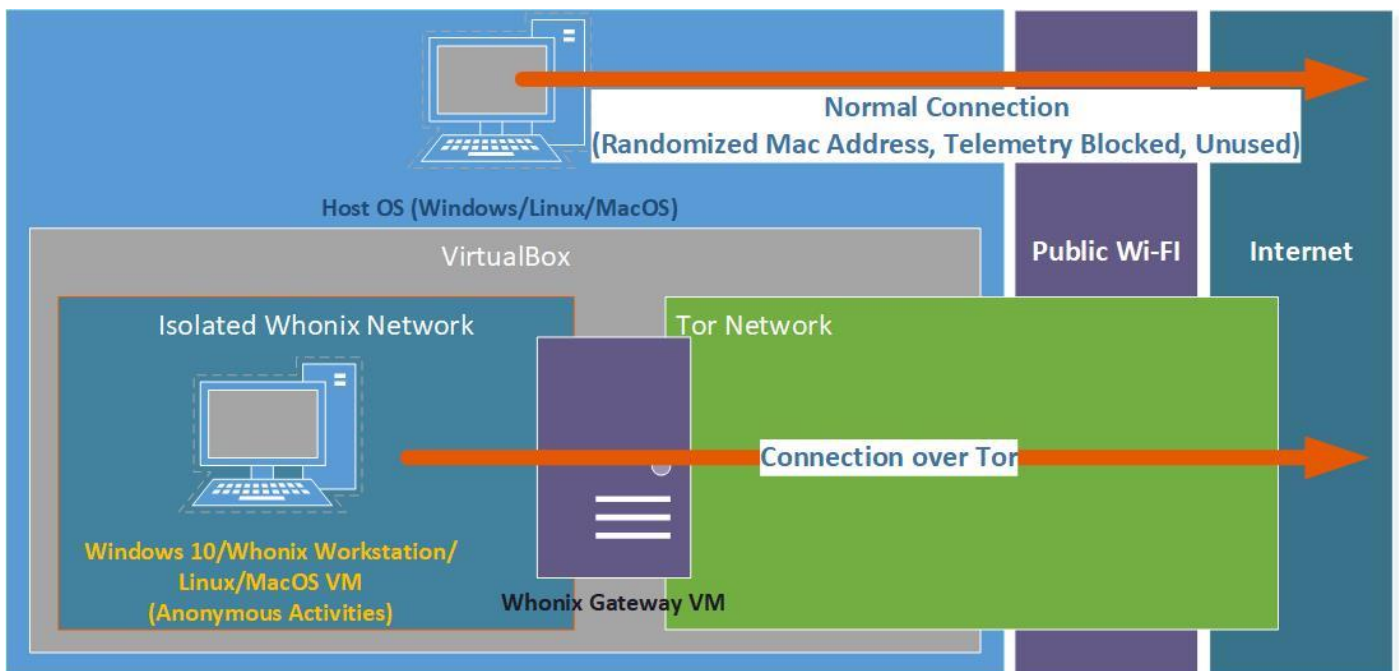 Normal Connection
(Randomized Mac Address, Telemetry Blocked, Unused)
Host OS (Windows/Linux/MacOS)
VirtualBox
Public Wi-FI
Internet
Isolated Whonix Network
Tor Network
Connection over Tor
Windows 10/Whonix Workstation/
Linux/MacOS VM
(Anonymous Activities)
Whonix Gateway VM